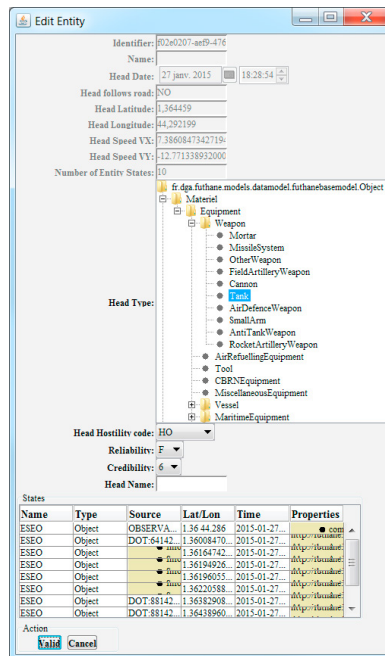 Edit Entity
Identifier: f02e0207-aef9-476
Name:
Head Date: 27 janv. 2015 18:28:54
Head follows road: NO
Head Latitude: 1,364459
Head Longitude: 44,292199
Head Speed VX: 7.3860847342719
Head Speed VY: -12.771338932000
Number of Entity States: 10
fr.dga.futhane.models.datamodel.futhanebasemodel.Object
Materiel
Equipment
Weapon
Mortar
MissileSystem
OtherWeapon
FieldArtilleryWeapon
Cannon
Head Type: Tank
AirDefenceWeapon
SmallArm
AntiTankWeapon
RocketArtilleryWeapon
AirRefuellingEquipment
Tool
CBRNEquipment
MiscellaneousEquipment
Vessel
MaritimeEquipment
Head Hostility code: HO
Reliability: F
Credibility: 6
Head Name:
States
Name Type Source Lat/Lon Time Properties
ESEO Object OBSERVA... 1.36 44.286 2015-01-27... com
ESEO Object DOT:64142... 1.36008470... 2015-01-27...
ESEO Object 1.36164742... 2015-01-27...
ESEO Object 1.36194926... 2015-01-27...
ESEO Object 1.36196055... 2015-01-27...
ESEO Object 1.36220588... 2015-01-27...
ESEO Object DOT:88142... 1.36382908... 2015-01-27...
ESEO Object DOT:88142... 1.36438960... 2015-01-27...
Action
Valid Cancel